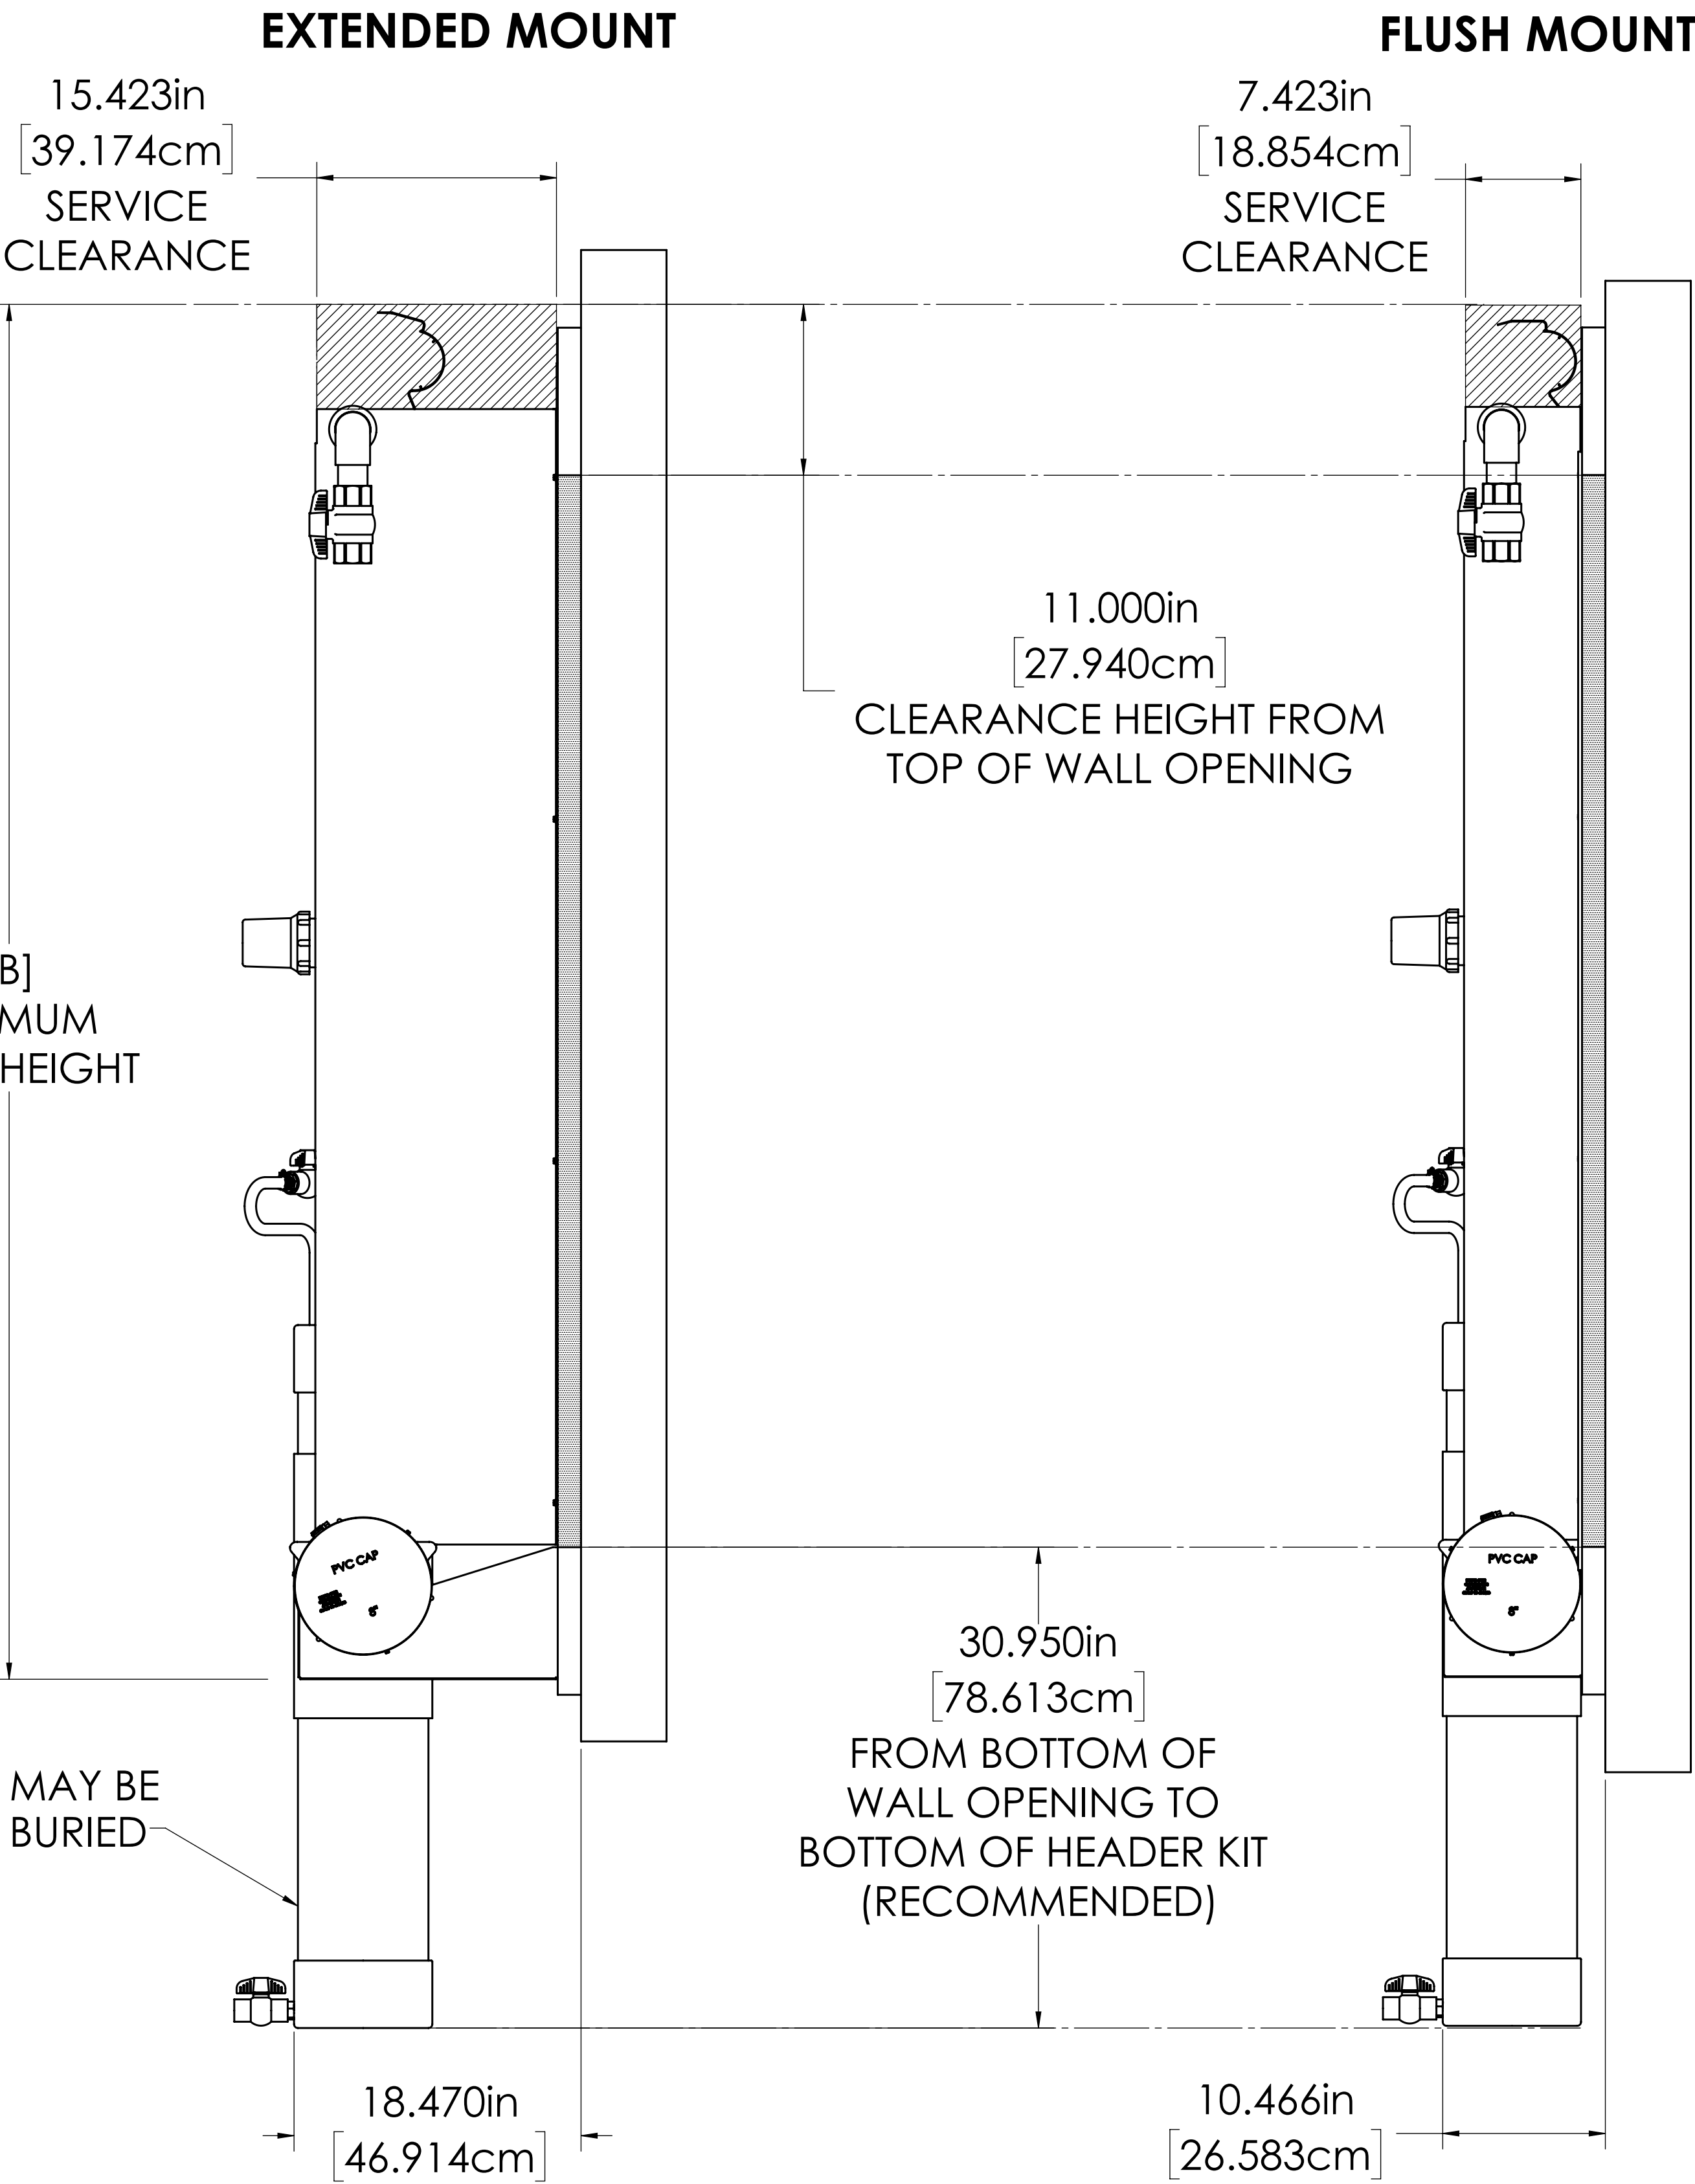 EXTENDED MOUNT
FLUSH MOUNT
15.423in
[39.174cm]
SERVICE
CLEARANCE
7.423in
[18.854cm]
SERVICE
CLEARANCE
11.000in
[27.940cm]
CLEARANCE HEIGHT FROM
TOP OF WALL OPENING
B]
MUM
HEIGHT
PVC CAP
8"
PVC CAP
8"
30.950in
[78.613cm]
FROM BOTTOM OF
WALL OPENING TO
BOTTOM OF HEADER KIT
(RECOMMENDED)
MAY BE
BURIED
18.470in
[46.914cm]
10.466in
[26.583cm]